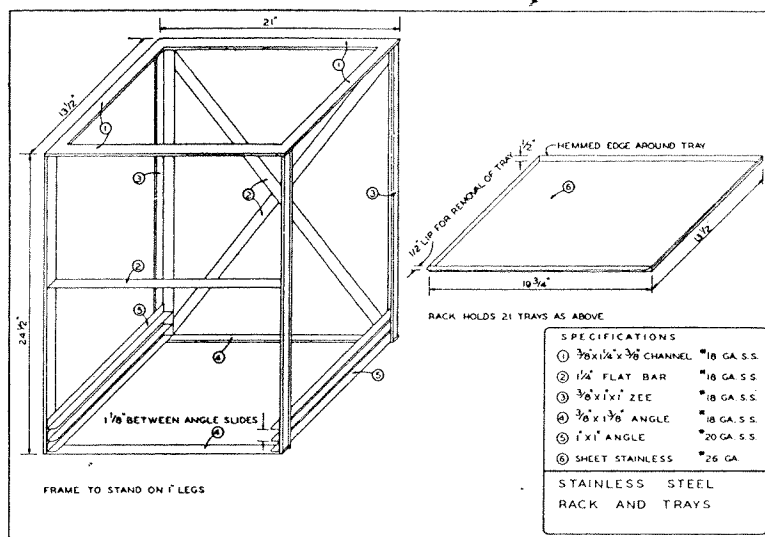 21"
13 1/2"
①
①
③
②
③
②
⑤
24 1/2"
④
1 1/8" BETWEEN ANGLE SLIDES
④
⑤
FRAME TO STAND ON 1" LEGS
HEMMED EDGE AROUND TRAY
1/2"
1/2" LIP FOR REMOVAL OF TRAY
⑥
13 1/2
19 3/4"
RACK HOLDS 21 TRAYS AS ABOVE
SPECIFICATIONS
① 3/8"x1 1/4"x3/8" CHANNEL #18 GA. S.S.
② 1 1/4" FLAT BAR #18 GA. S.S.
③ 3/8"x1"x1" ZEE #18 GA. S.S.
④ 3/8"x1 3/8" ANGLE #18 GA. S.S.
⑤ 1"x1" ANGLE #20 GA. S.S.
⑥ SHEET STAINLESS #26 GA.
STAINLESS STEEL
RACK AND TRAYS